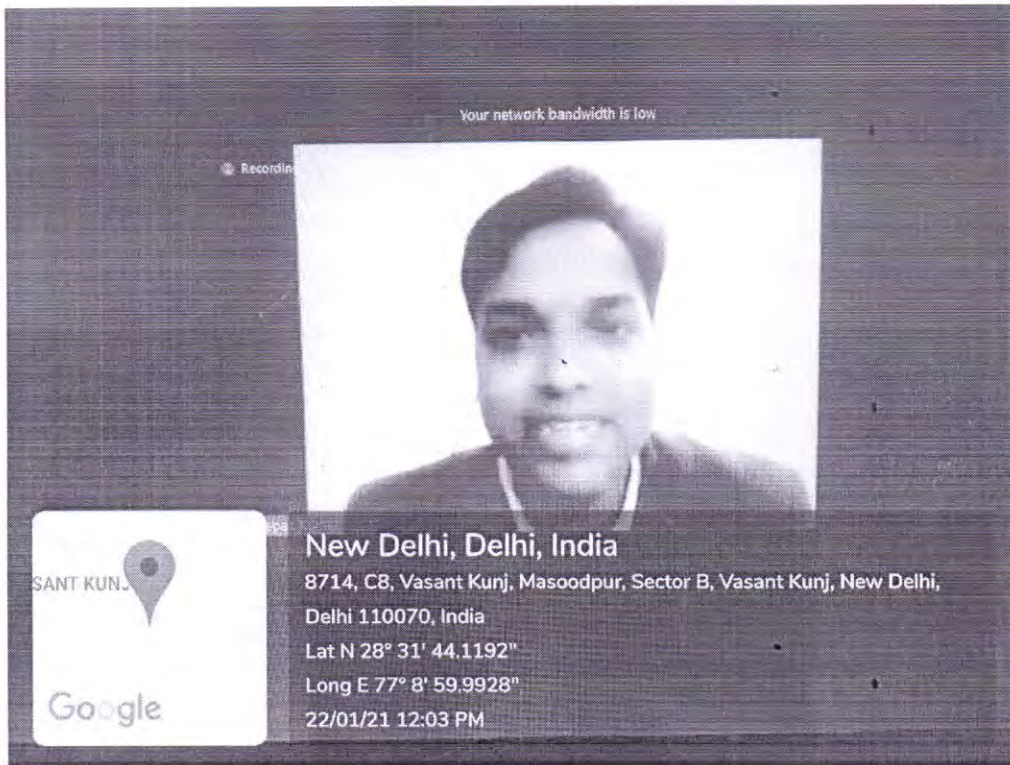 Your network bandwidth is low
Recording
SANT KUNJ
Google
New Delhi, Delhi, India
8714, C8, Vasant Kunj, Masoodpur, Sector B, Vasant Kunj, New Delhi,
Delhi 110070, India
Lat N 28° 31' 44.1192"
Long E 77° 8' 59.9928"
22/01/21 12:03 PM